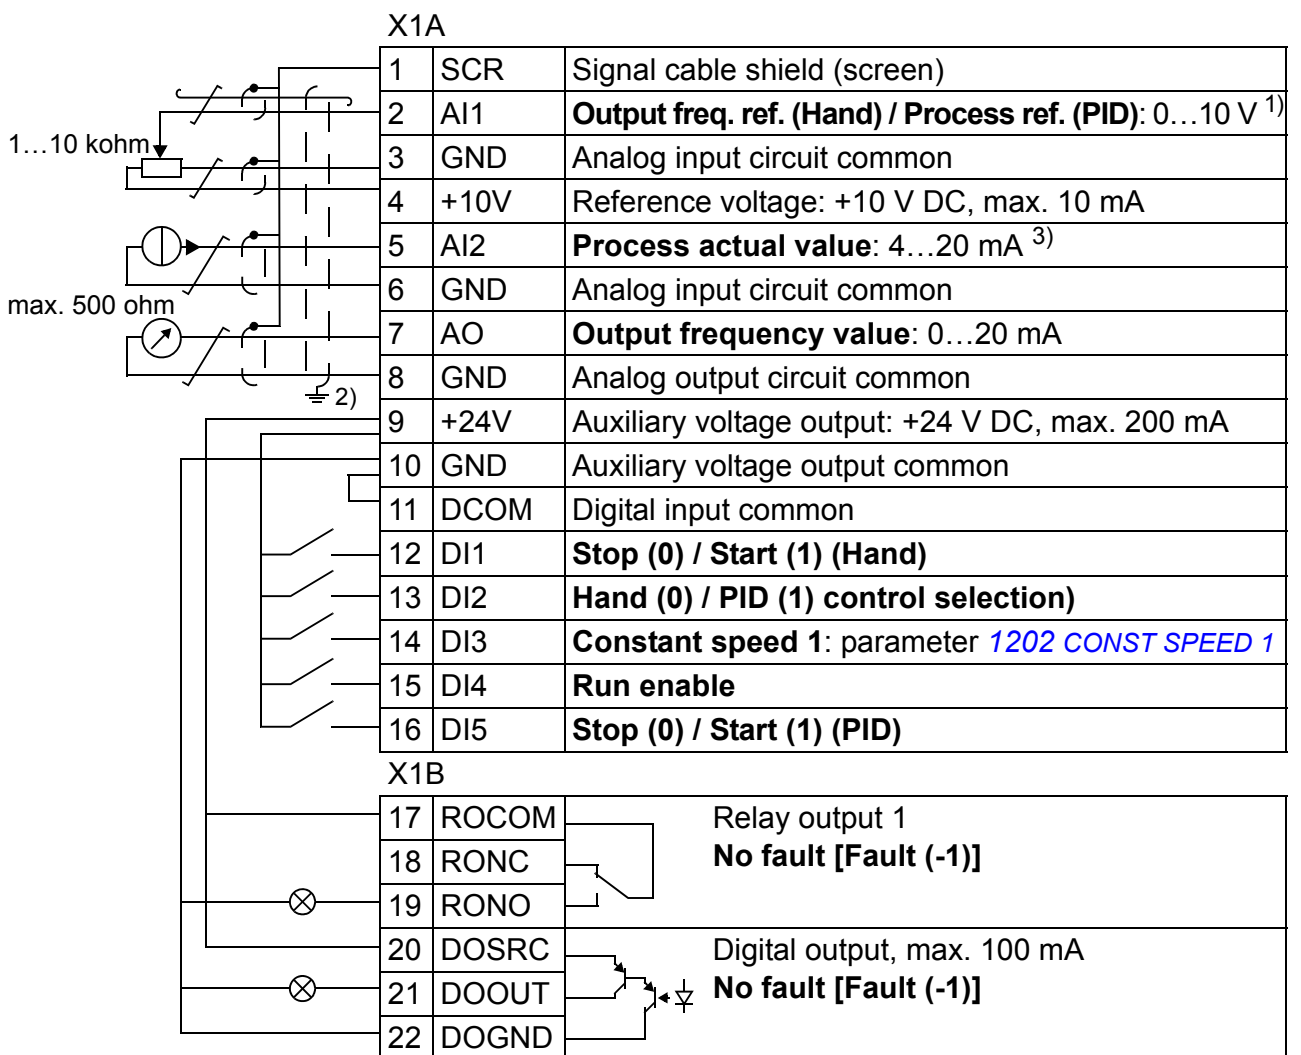 X1A
1 SCR Signal cable shield (screen)
2 AI1 Output freq. ref. (Hand) / Process ref. (PID): 0…10 V 1)
1…10 kohm
3 GND Analog input circuit common
4 +10V Reference voltage: +10 V DC, max. 10 mA
5 AI2 Process actual value: 4…20 mA 3)
6 GND Analog input circuit common
max. 500 ohm
7 AO Output frequency value: 0…20 mA
8 GND Analog output circuit common
2)
9 +24V Auxiliary voltage output: +24 V DC, max. 200 mA
10 GND Auxiliary voltage output common
11 DCOM Digital input common
12 DI1 Stop (0) / Start (1) (Hand)
13 DI2 Hand (0) / PID (1) control selection)
14 DI3 Constant speed 1: parameter 1202 CONST SPEED 1
15 DI4 Run enable
16 DI5 Stop (0) / Start (1) (PID)
X1B
17 ROCOM Relay output 1
18 RONC No fault [Fault (-1)]
19 RONO
20 DOSRC Digital output, max. 100 mA
21 DOOUT No fault [Fault (-1)]
22 DOGND